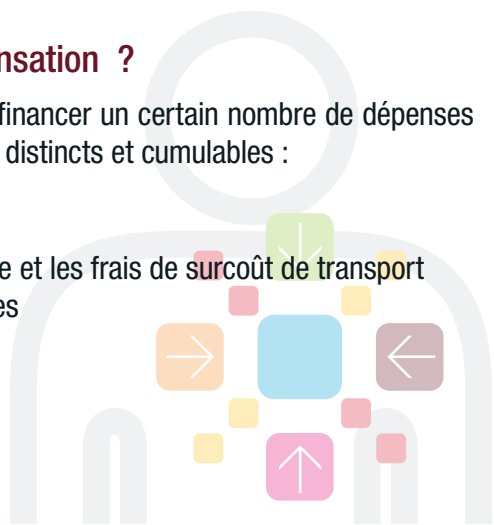 nsation ?
financer un certain nombre de dépenses
distincts et cumulables :
e et les frais de surcoût de transport
es